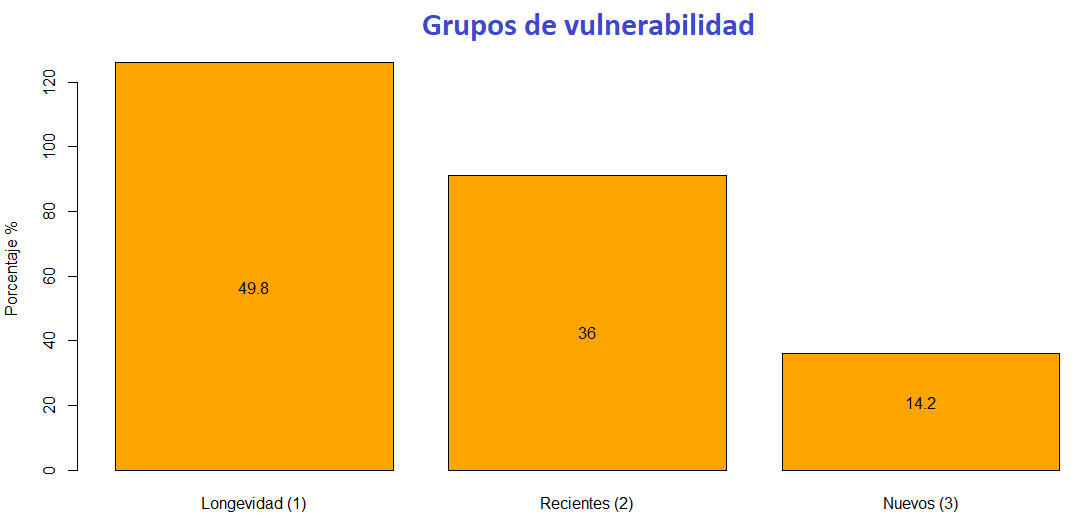 Grupos de vulnerabilidad
Porcentaje %
120
100
80
60
40
20
0
49.8
36
14.2
Longevidad (1)
Recientes (2)
Nuevos (3)